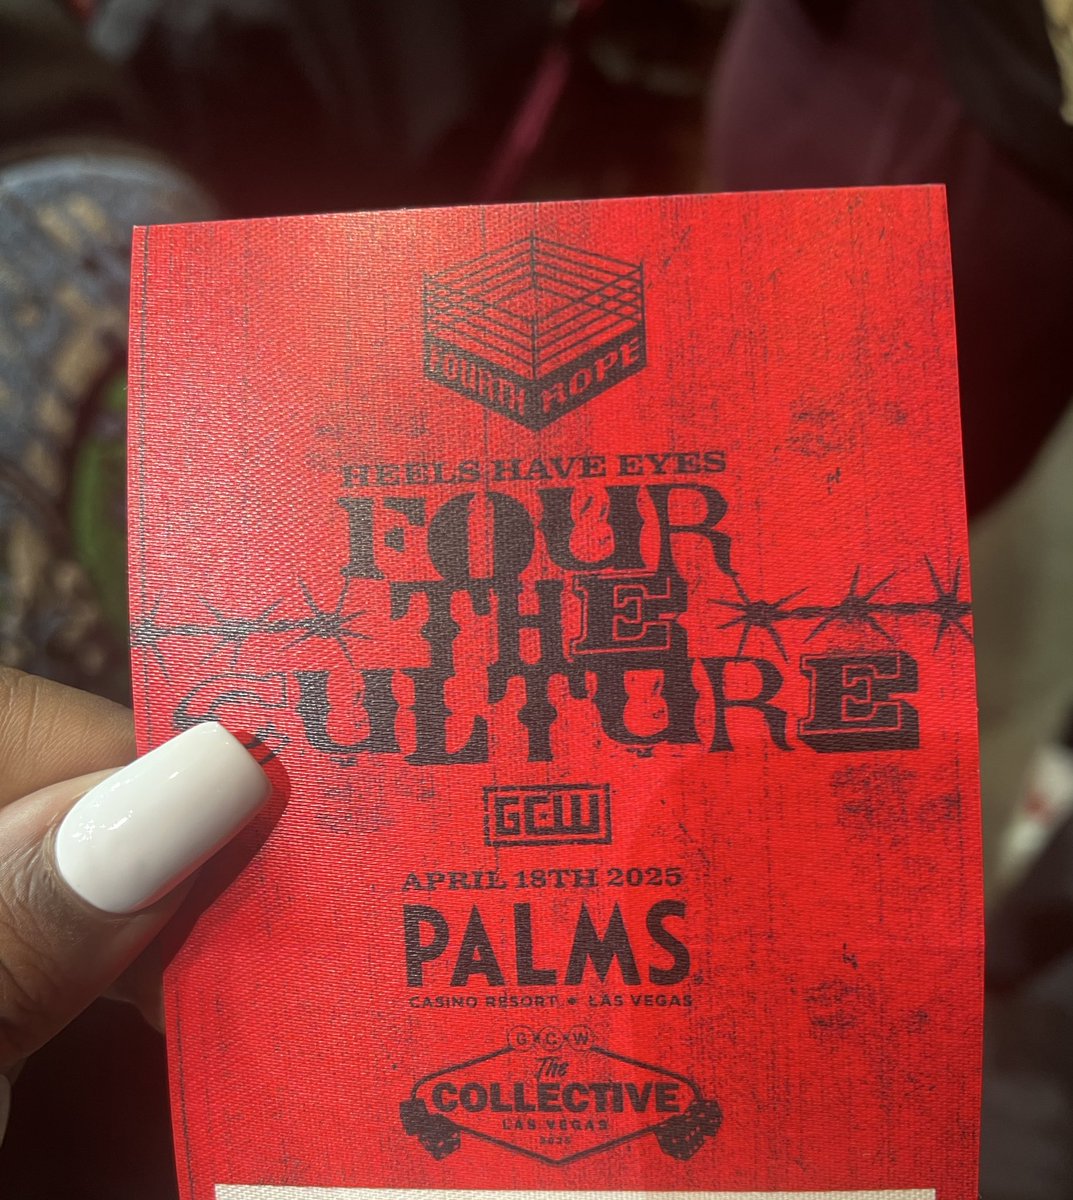 FOURTH ROPE
HEELS HAVE EYES
FOUR
THE
CULTURE
GCW
APRIL 18TH 2025
PALMS
CASINO RESORT LAS VEGAS
G×C×W
The
COLLECTIVE
LAS VEGAS
2025